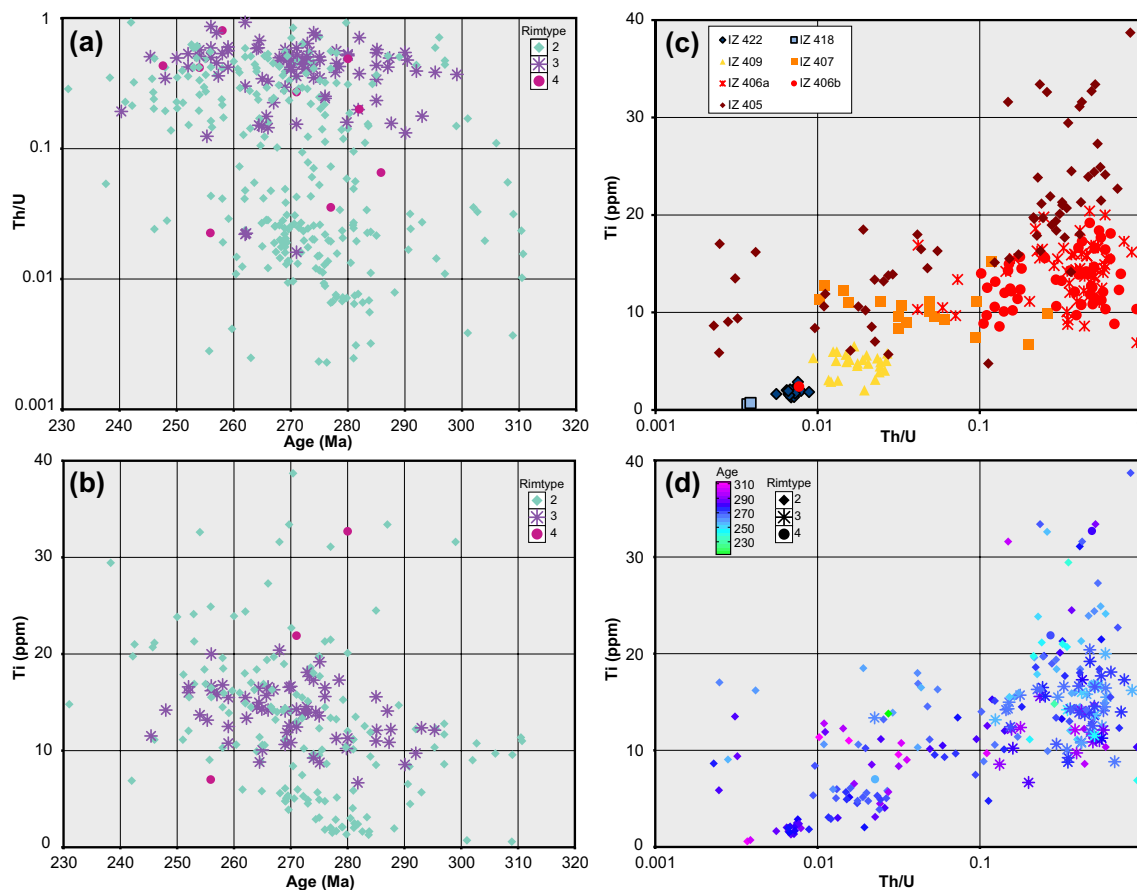 (a)
Rimtype
2
3
4
1
0.1
0.01
0.001
Th/U
230 240 250 260 270 280 290 300 310 320
Age (Ma)
(c)
IZ 422 IZ 418
IZ 409 IZ 407
IZ 406a IZ 406b
IZ 405
40
30
20
10
0
Ti (ppm)
0.001 0.01 0.1
Th/U
(b)
Rimtype
2
3
4
40
30
20
10
0
Ti (ppm)
230 240 250 260 270 280 290 300 310 320
Age (Ma)
(d)
Age
310
290
270
250
230
Rimtype
2
3
4
40
30
20
10
0
Ti (ppm)
0.001 0.01 0.1
Th/U